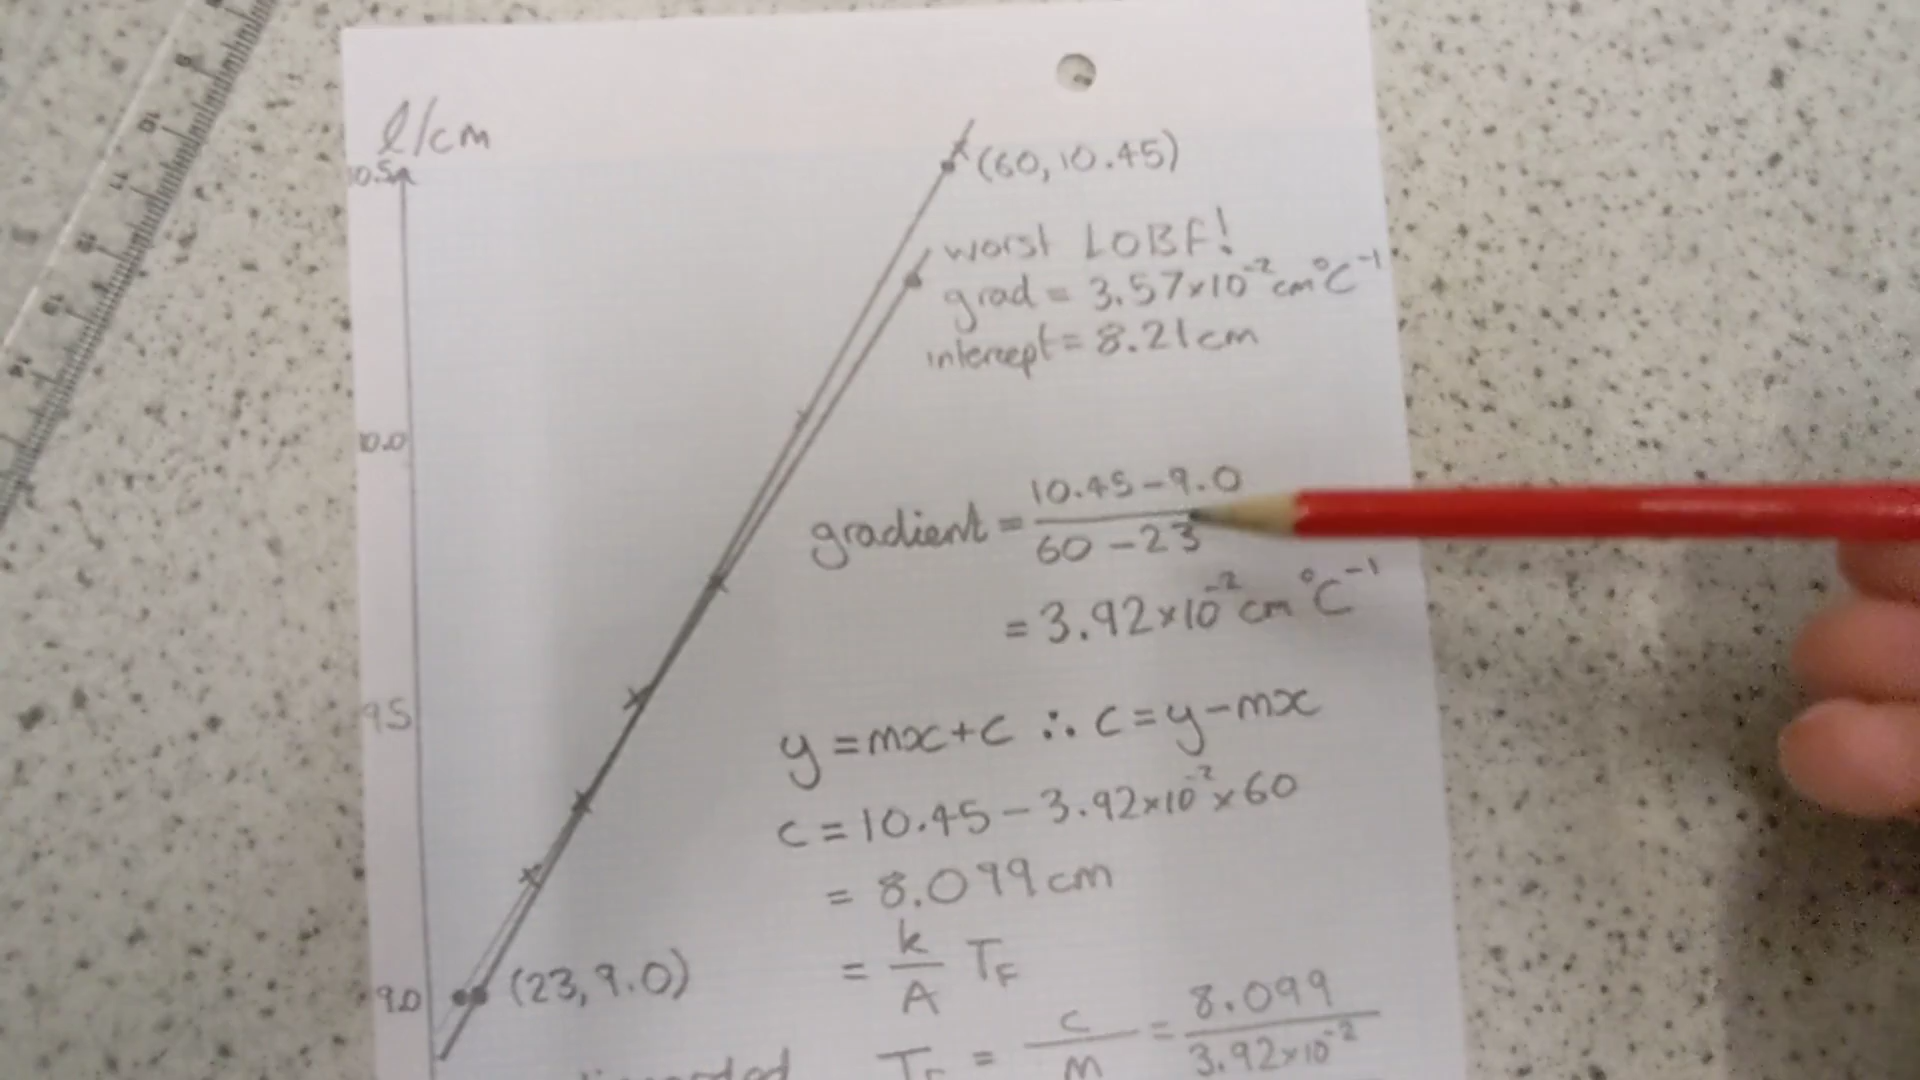 l/cm
10.5
(60, 10.45)
worst LOBF!
grad = 3.57×10⁻² cm°C⁻¹
intercept = 8.21cm
10.0
10.45 − 9.0
gradient =
60 − 23
= 3.92×10⁻² cm °C⁻¹
9.5
y = mx + c ∴ c = y − mx
c = 10.45 − 3.92×10⁻² × 60
= 8.099 cm
= k/A T_F
(23, 9.0)
9.0
= c/m = 8.099/3.92×10⁻²